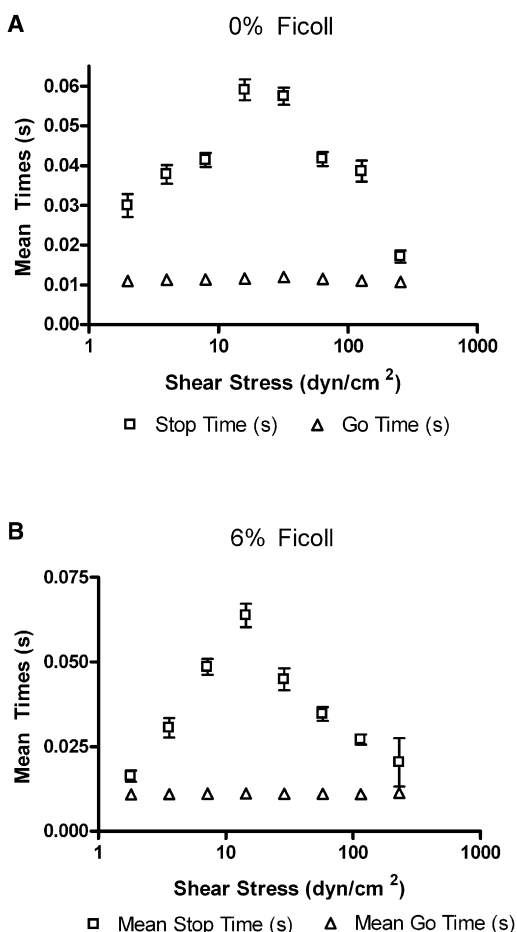 A
0% Ficoll
Mean Times (s)
0.06
0.05
0.04
0.03
0.02
0.01
0.00
1 10 100 1000
Shear Stress (dyn/cm 2)
Stop Time (s) Go Time (s)
B
6% Ficoll
Mean Times (s)
0.075
0.050
0.025
0.000
1 10 100 1000
Shear Stress (dyn/cm 2)
Mean Stop Time (s) Mean Go Time (s)